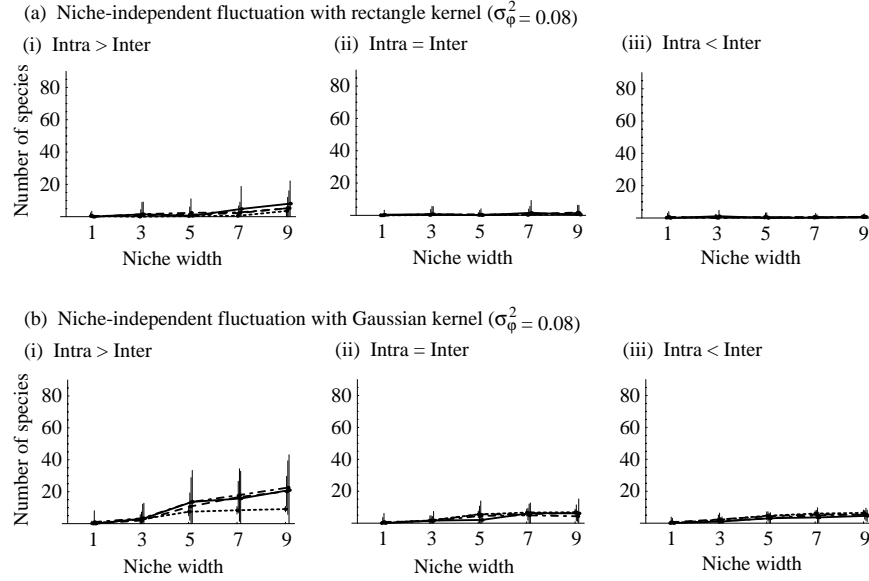 (a) Niche-independent fluctuation with rectangle kernel (σ²φ = 0.08)
(i) Intra > Inter
(ii) Intra = Inter
(iii) Intra < Inter
Number of species
80
60
40
20
1 3 5 7 9
Niche width
80
60
40
20
1 3 5 7 9
Niche width
80
60
40
20
1 3 5 7 9
Niche width
(b) Niche-independent fluctuation with Gaussian kernel (σ²φ = 0.08)
(i) Intra > Inter
(ii) Intra = Inter
(iii) Intra < Inter
Number of species
80
60
40
20
1 3 5 7 9
Niche width
80
60
40
20
1 3 5 7 9
Niche width
80
60
40
20
1 3 5 7 9
Niche width